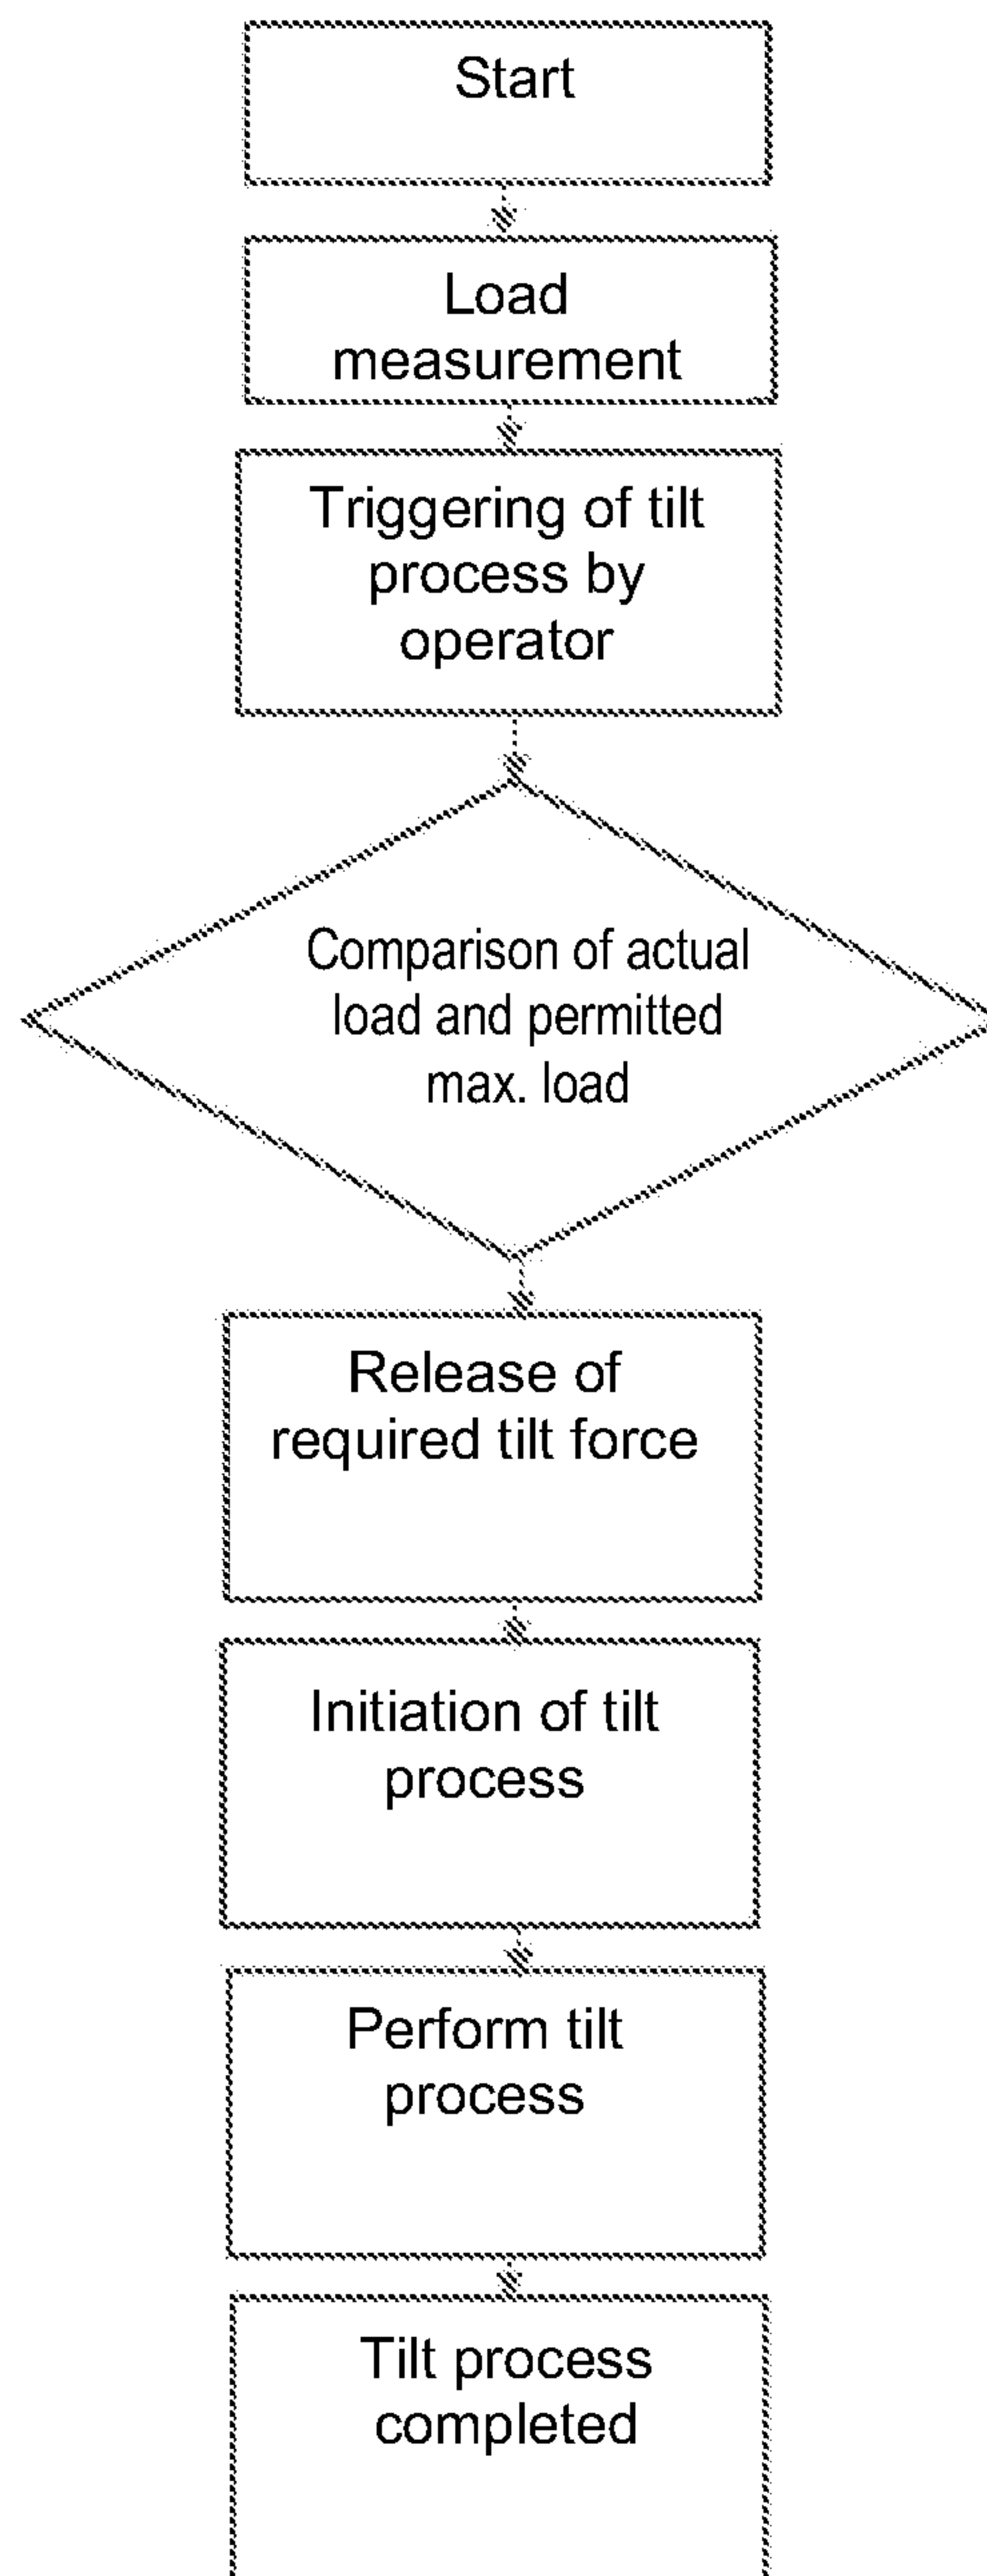 Start
Load
measurement
Triggering of tilt
process by
operator
Comparison of actual
load and permitted
max. load
Release of
required tilt force
Initiation of tilt
process
Perform tilt
process
Tilt process
completed